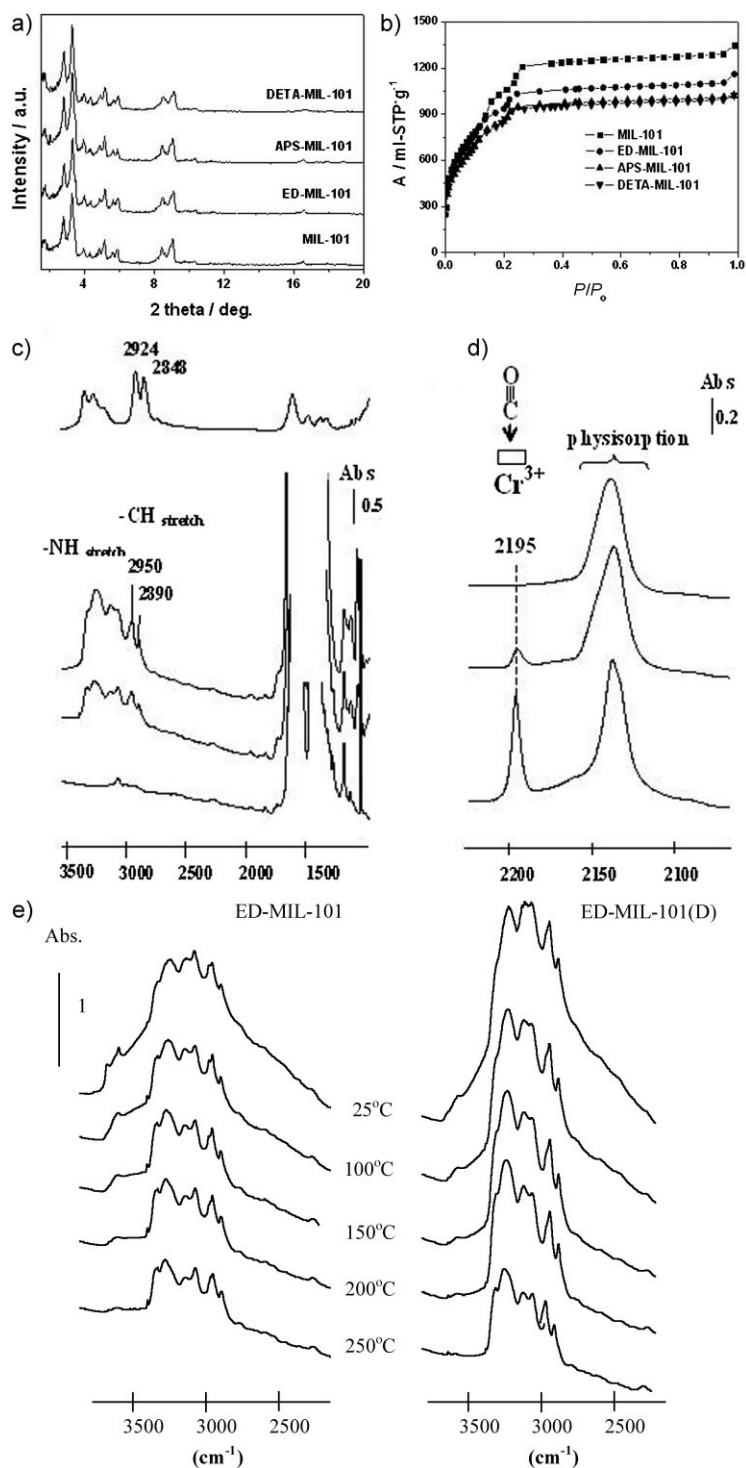 a)
Intensity / a.u.
DETA-MIL-101
APS-MIL-101
ED-MIL-101
MIL-101
4 8 12 16 20
2 theta / deg.
b)
A / ml-STP·g⁻¹
1500
1200
900
600
300
0
MIL-101
ED-MIL-101
APS-MIL-101
DETA-MIL-101
0.0 0.2 0.4 0.6 0.8 1.0
P/Pₒ
c)
2924
2848
Abs
0.5
-CH stretch.
-NH stretch
2950
2890
3500 3000 2500 2000 1500
d)
O
C
Cr³⁺
physisorption
Abs
0.2
2195
2200 2150 2100
e)
ED-MIL-101
ED-MIL-101(D)
Abs.
1
25°C
100°C
150°C
200°C
250°C
3500 3000 2500
(cm⁻¹)
3500 3000 2500
(cm⁻¹)